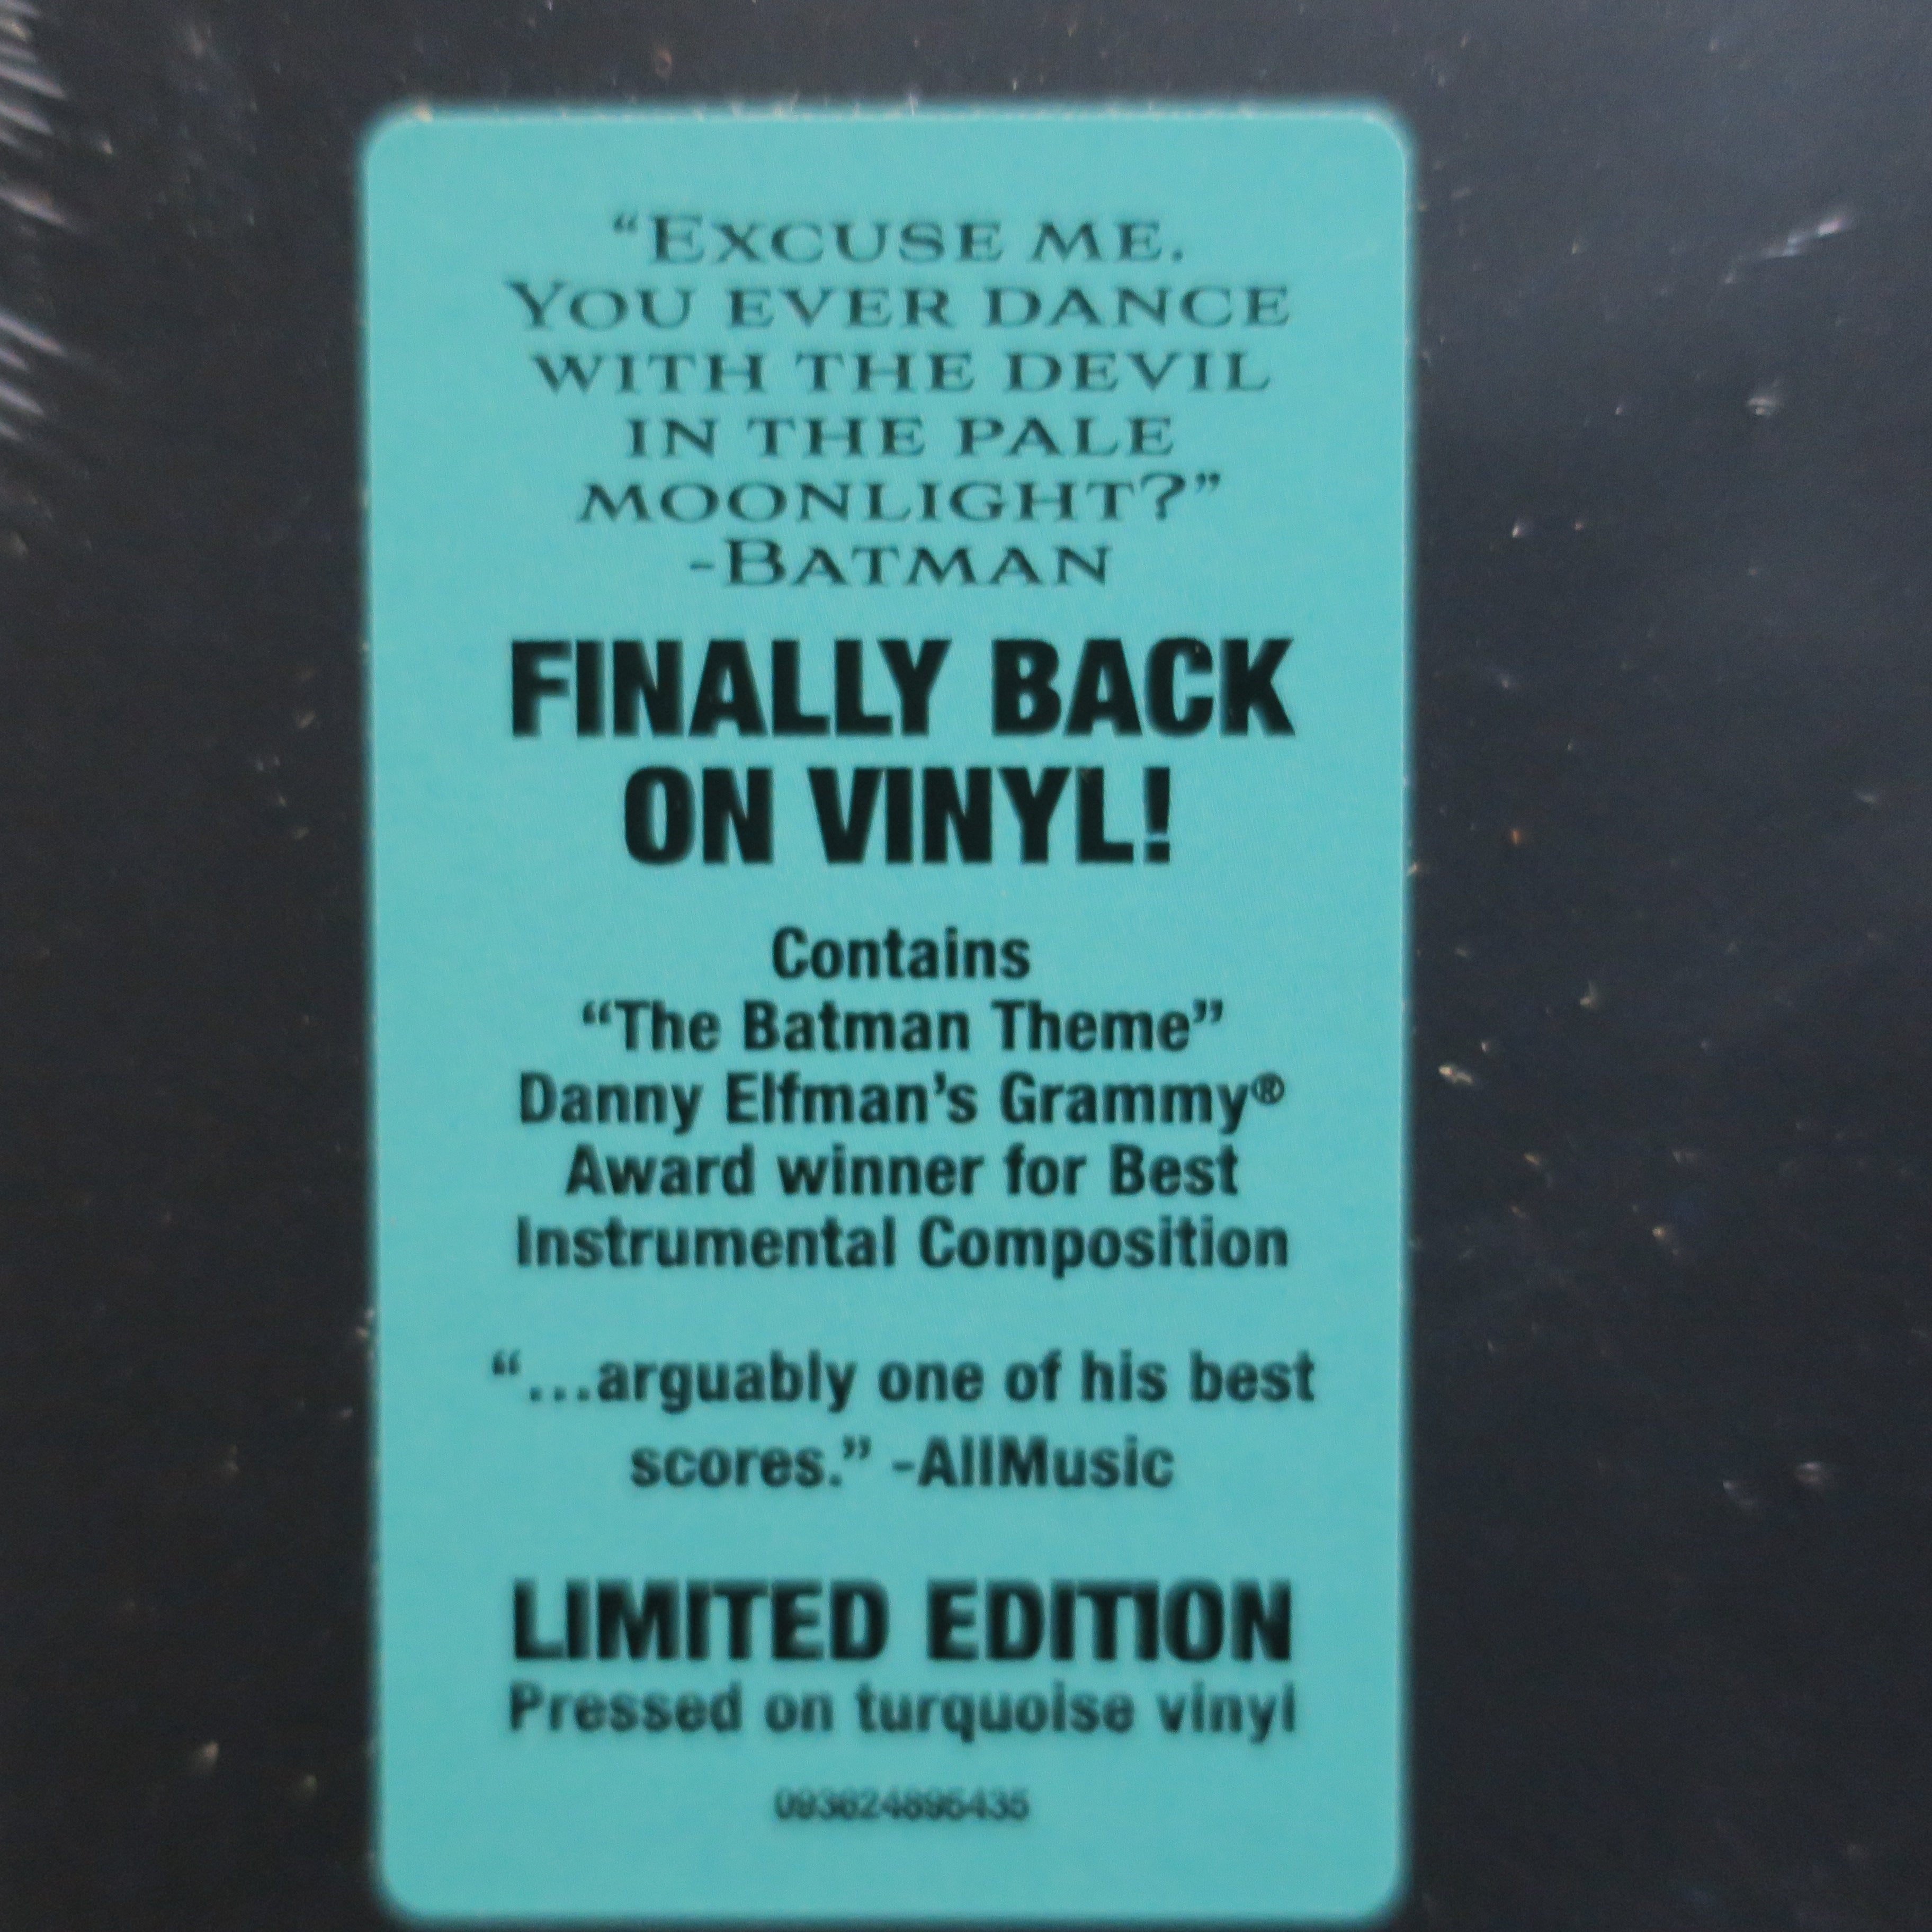 “EXCUSE ME.
YOU EVER DANCE
WITH THE DEVIL
IN THE PALE
MOONLIGHT?”
-BATMAN
FINALLY BACK
ON VINYL!
Contains
“The Batman Theme”
Danny Elfman’s Grammy®
Award winner for Best
Instrumental Composition
“...arguably one of his best
scores.” -AllMusic
LIMITED EDITION
Pressed on turquoise vinyl